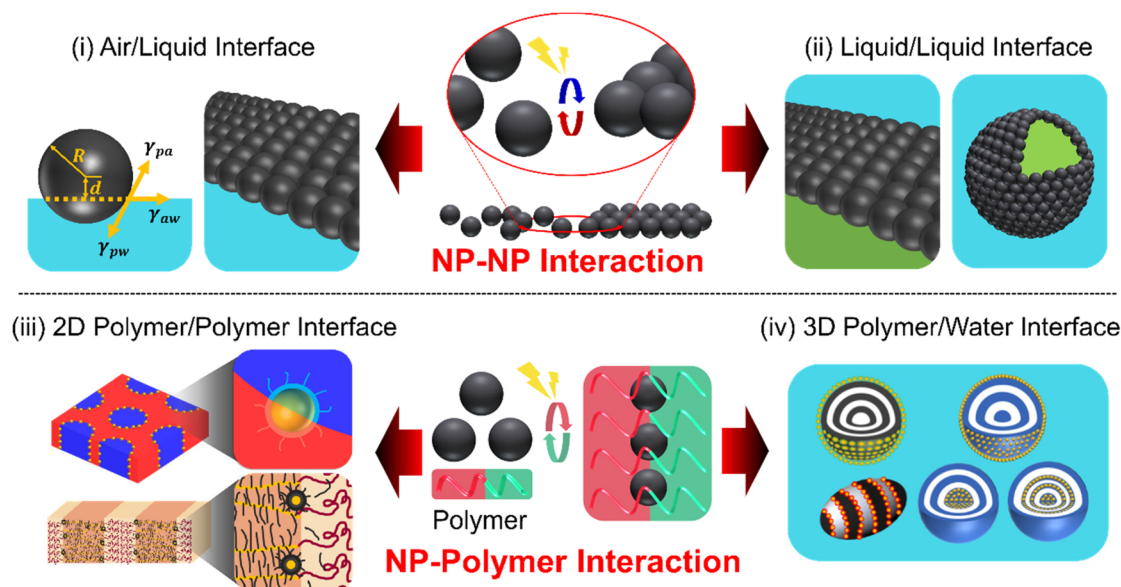 (i) Air/Liquid Interface
(ii) Liquid/Liquid Interface
R
d
γpa
γaw
γpw
NP-NP Interaction
(iii) 2D Polymer/Polymer Interface
(iv) 3D Polymer/Water Interface
Polymer
NP-Polymer Interaction